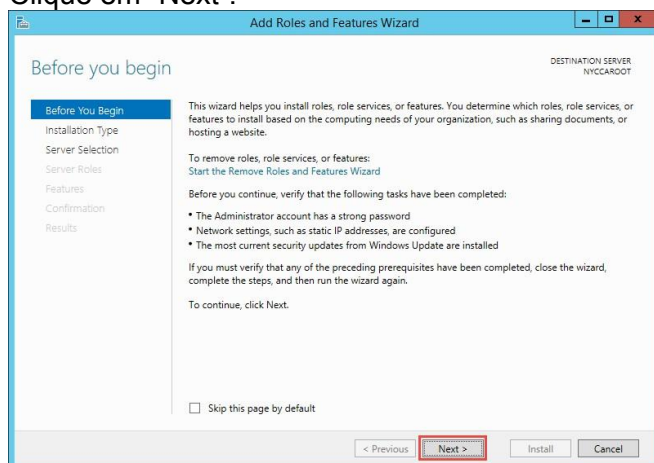 Clique em "Next".
Add Roles and Features Wizard
Before you begin
DESTINATION SERVER
NYCCAROOT
Before You Begin
Installation Type
Server Selection
Server Roles
Features
Confirmation
Results
This wizard helps you install roles, role services, or features. You determine which roles, role services, or
features to install based on the computing needs of your organization, such as sharing documents, or
hosting a website.
To remove roles, role services, or features:
Start the Remove Roles and Features Wizard
Before you continue, verify that the following tasks have been completed:
• The Administrator account has a strong password
• Network settings, such as static IP addresses, are configured
• The most current security updates from Windows Update are installed
If you must verify that any of the preceding prerequisites have been completed, close the wizard,
complete the steps, and then run the wizard again.
To continue, click Next.
Skip this page by default
< Previous
Next >
Install
Cancel